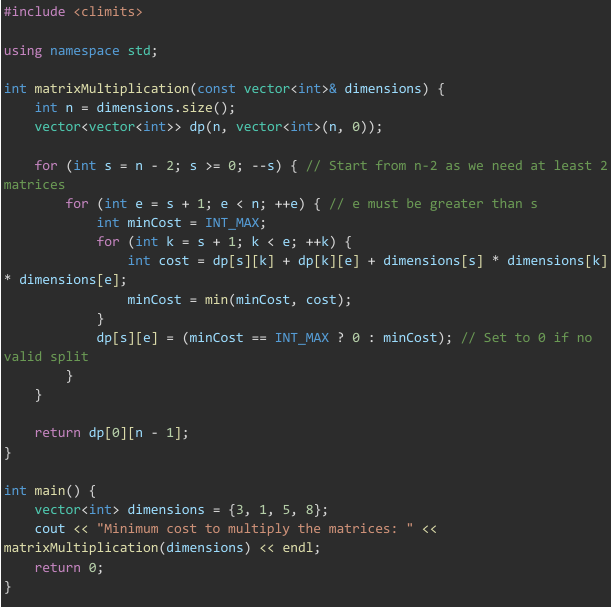 #include <climits>

using namespace std;

int matrixMultiplication(const vector<int>& dimensions) {
    int n = dimensions.size();
    vector<vector<int>> dp(n, vector<int>(n, 0));

    for (int s = n - 2; s >= 0; --s) { // Start from n-2 as we need at least 2
matrices
        for (int e = s + 1; e < n; ++e) { // e must be greater than s
            int minCost = INT_MAX;
            for (int k = s + 1; k < e; ++k) {
                int cost = dp[s][k] + dp[k][e] + dimensions[s] * dimensions[k]
* dimensions[e];
                minCost = min(minCost, cost);
            }
            dp[s][e] = (minCost == INT_MAX ? 0 : minCost); // Set to 0 if no
valid split
        }
    }

    return dp[0][n - 1];
}

int main() {
    vector<int> dimensions = {3, 1, 5, 8};
    cout << "Minimum cost to multiply the matrices: " <<
matrixMultiplication(dimensions) << endl;
    return 0;
}